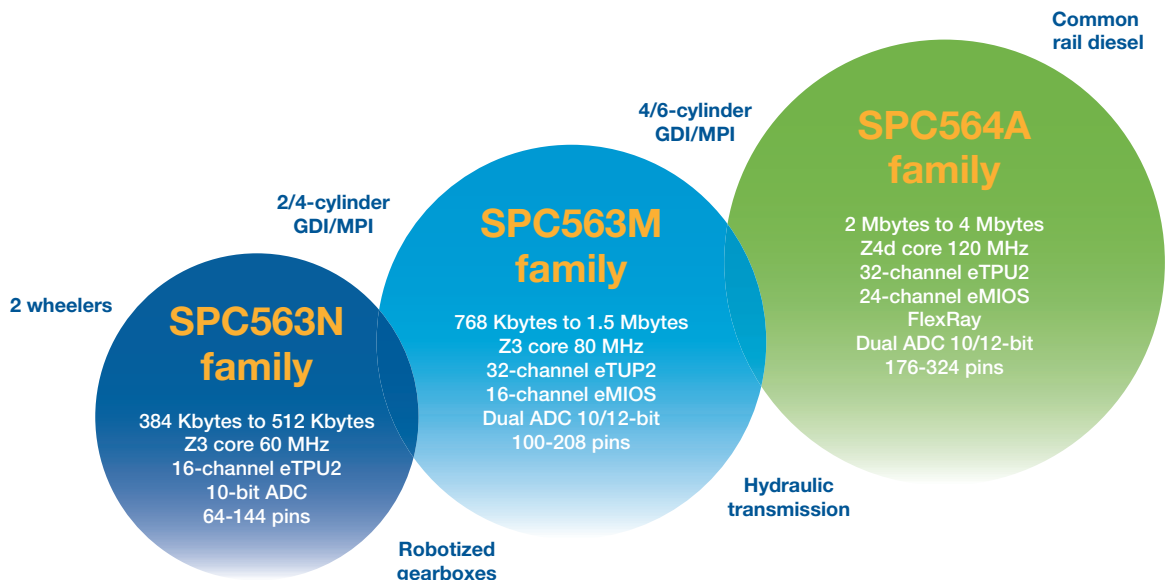 Common
rail diesel
4/6-cylinder
GDI/MPI
SPC564A
family
2 Mbytes to 4 Mbytes
Z4d core 120 MHz
32-channel eTPU2
24-channel eMIOS
FlexRay
Dual ADC 10/12-bit
176-324 pins
2/4-cylinder
GDI/MPI
SPC563M
family
768 Kbytes to 1.5 Mbytes
Z3 core 80 MHz
32-channel eTUP2
16-channel eMIOS
Dual ADC 10/12-bit
100-208 pins
2 wheelers
SPC563N
family
384 Kbytes to 512 Kbytes
Z3 core 60 MHz
16-channel eTPU2
10-bit ADC
64-144 pins
Hydraulic
transmission
Robotized
gearboxes